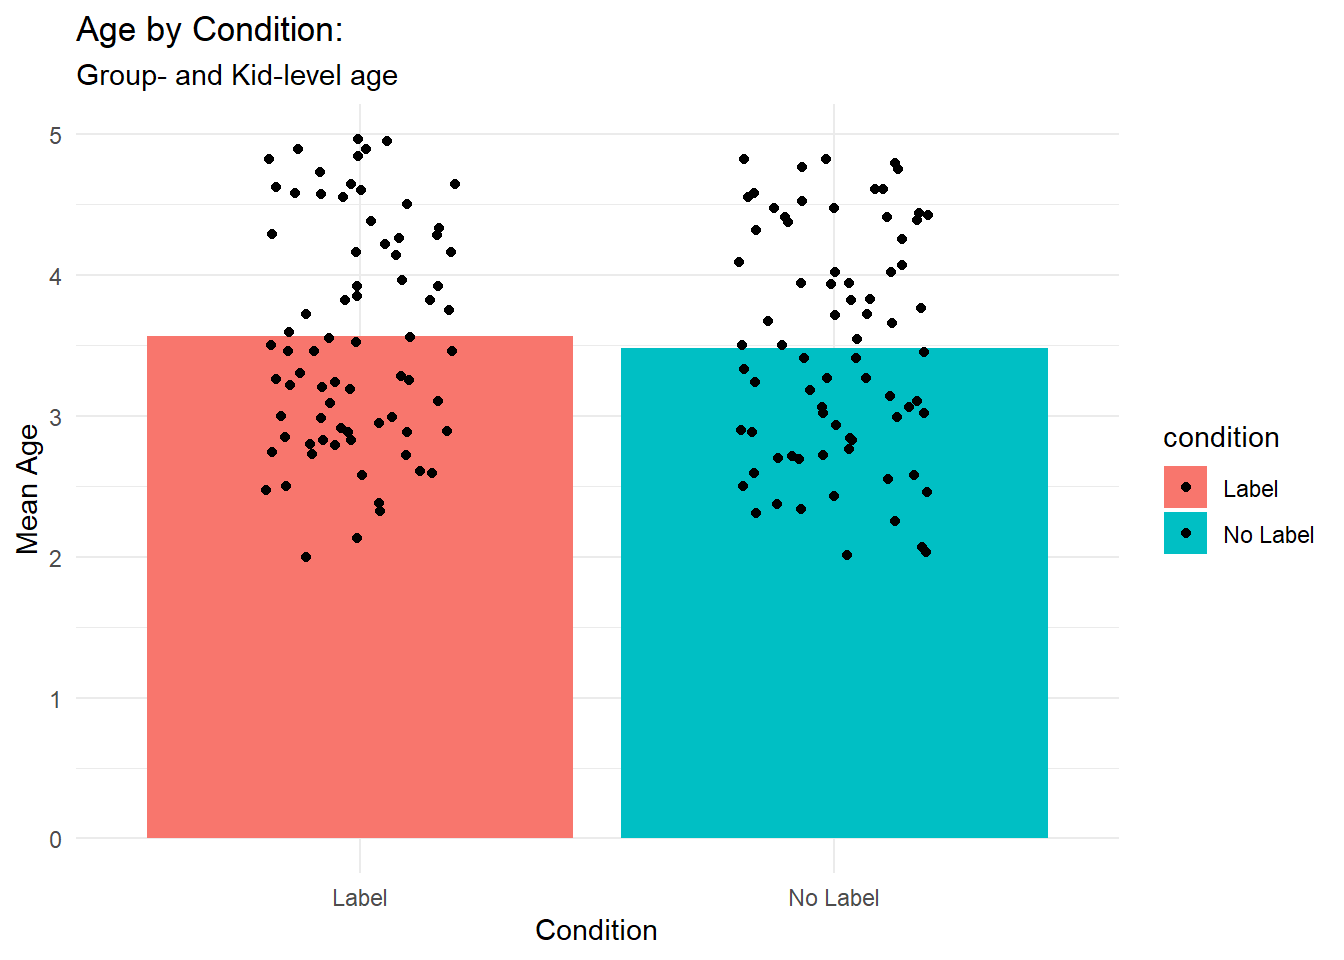 Age by Condition:
Group- and Kid-level age
Mean Age
5
4
3
2
1
0
Label
No Label
Condition
condition
Label
No Label